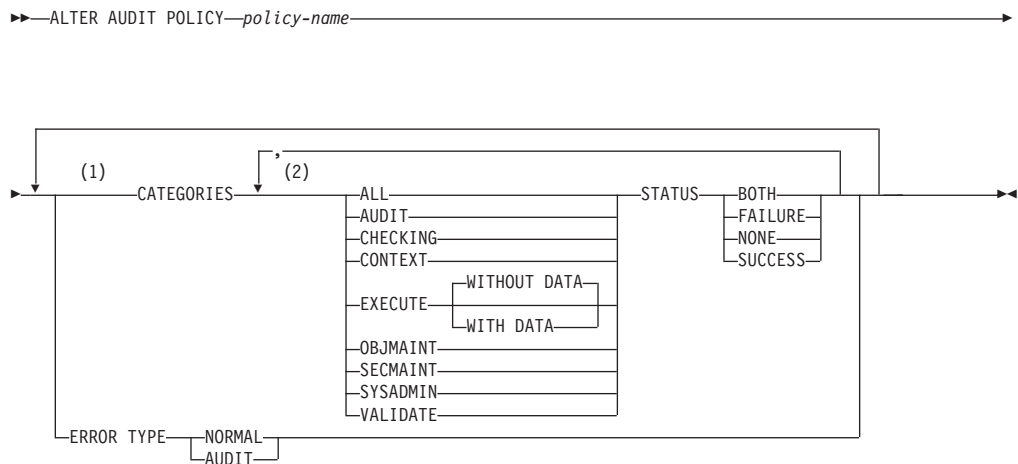 ALTER AUDIT POLICY policy-name
,
(1) (2)
CATEGORIES ALL STATUS BOTH
AUDIT FAILURE
CHECKING NONE
CONTEXT SUCCESS
WITHOUT DATA
EXECUTE
WITH DATA
OBJMAINT
SECMAINT
SYSADMIN
VALIDATE
ERROR TYPE NORMAL
AUDIT